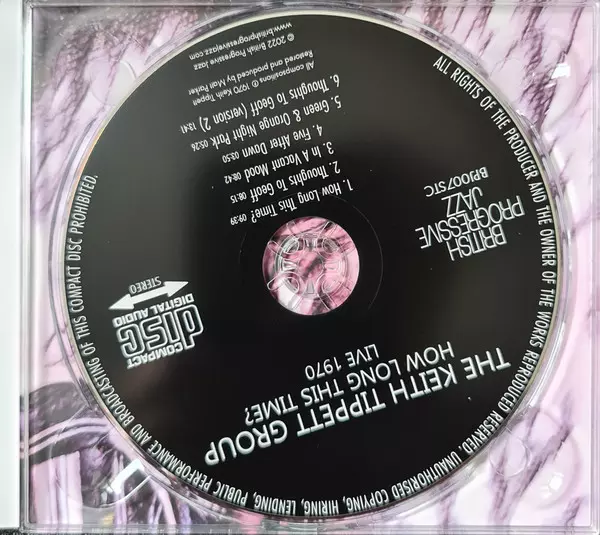 THE KEITH TIPPETT GROUP
HOW LONG THIS TIME?
LIVE 1970
COMPACT
disc
DIGITAL AUDIO
STEREO
BRITISH
PROGRESSIVE
JAZZ
BPJ007STC
1. How Long This Time? 09:39
2. Thoughts To Geoff 08:15
3. In A Vacant Mood 08:42
4. Five After Dawn 03:50
5. Green & Orange Night Park 05:26
6. Thoughts To Geoff (version 2) 13:41
All compositions ℗ 1970 Keith Tippett
Restored and produced by Matt Parker
© 2022 British Progressive Jazz
www.britishprogressivejazz.com
ALL RIGHTS OF THE PRODUCER AND THE OWNER OF THE WORKS REPRODUCED RESERVED. UNAUTHORISED COPYING, HIRING, LENDING, PUBLIC PERFORMANCE AND BROADCASTING OF THIS COMPACT DISC PROHIBITED.